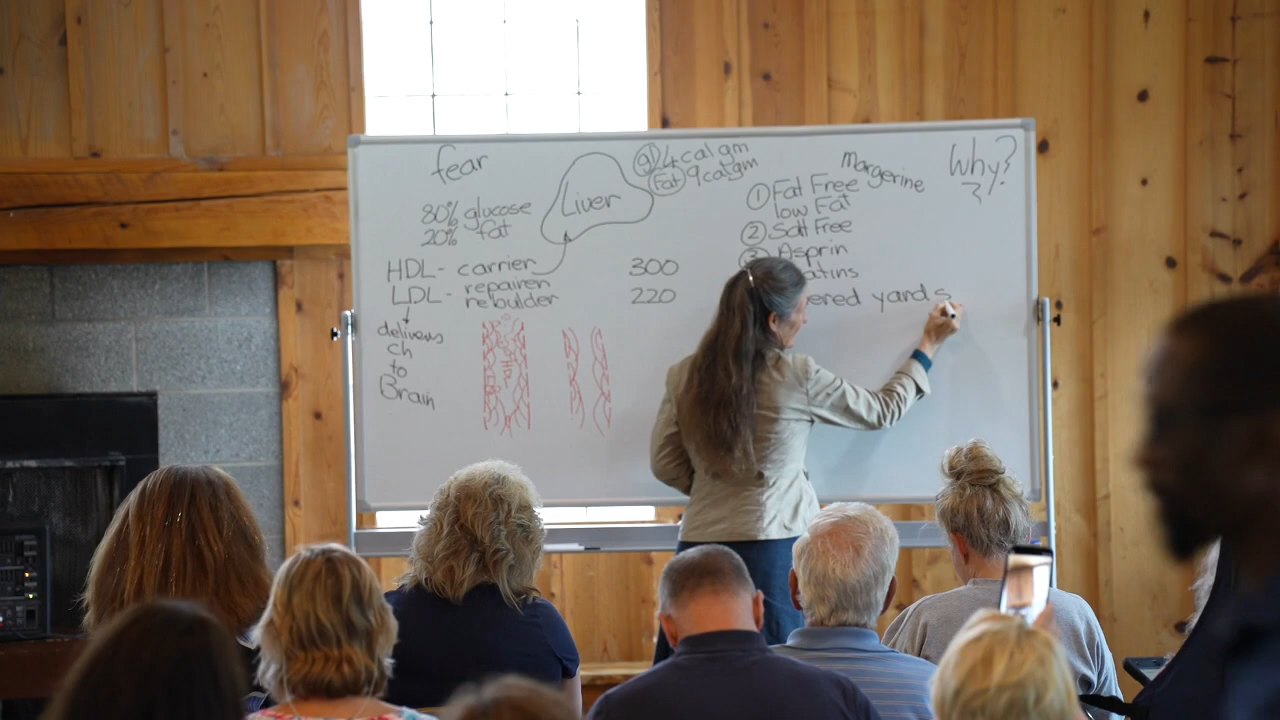 fear
80% glucose
20% fat
Liver
g 4 cal gm
Fat 9 cal gm
HDL - carrier
LDL - repairer
rebuilder
delivers
ch
to
Brain
300
220
Margerine
Why?
① Fat Free
low Fat
② Salt Free
③ Asprin
atins
ered yards